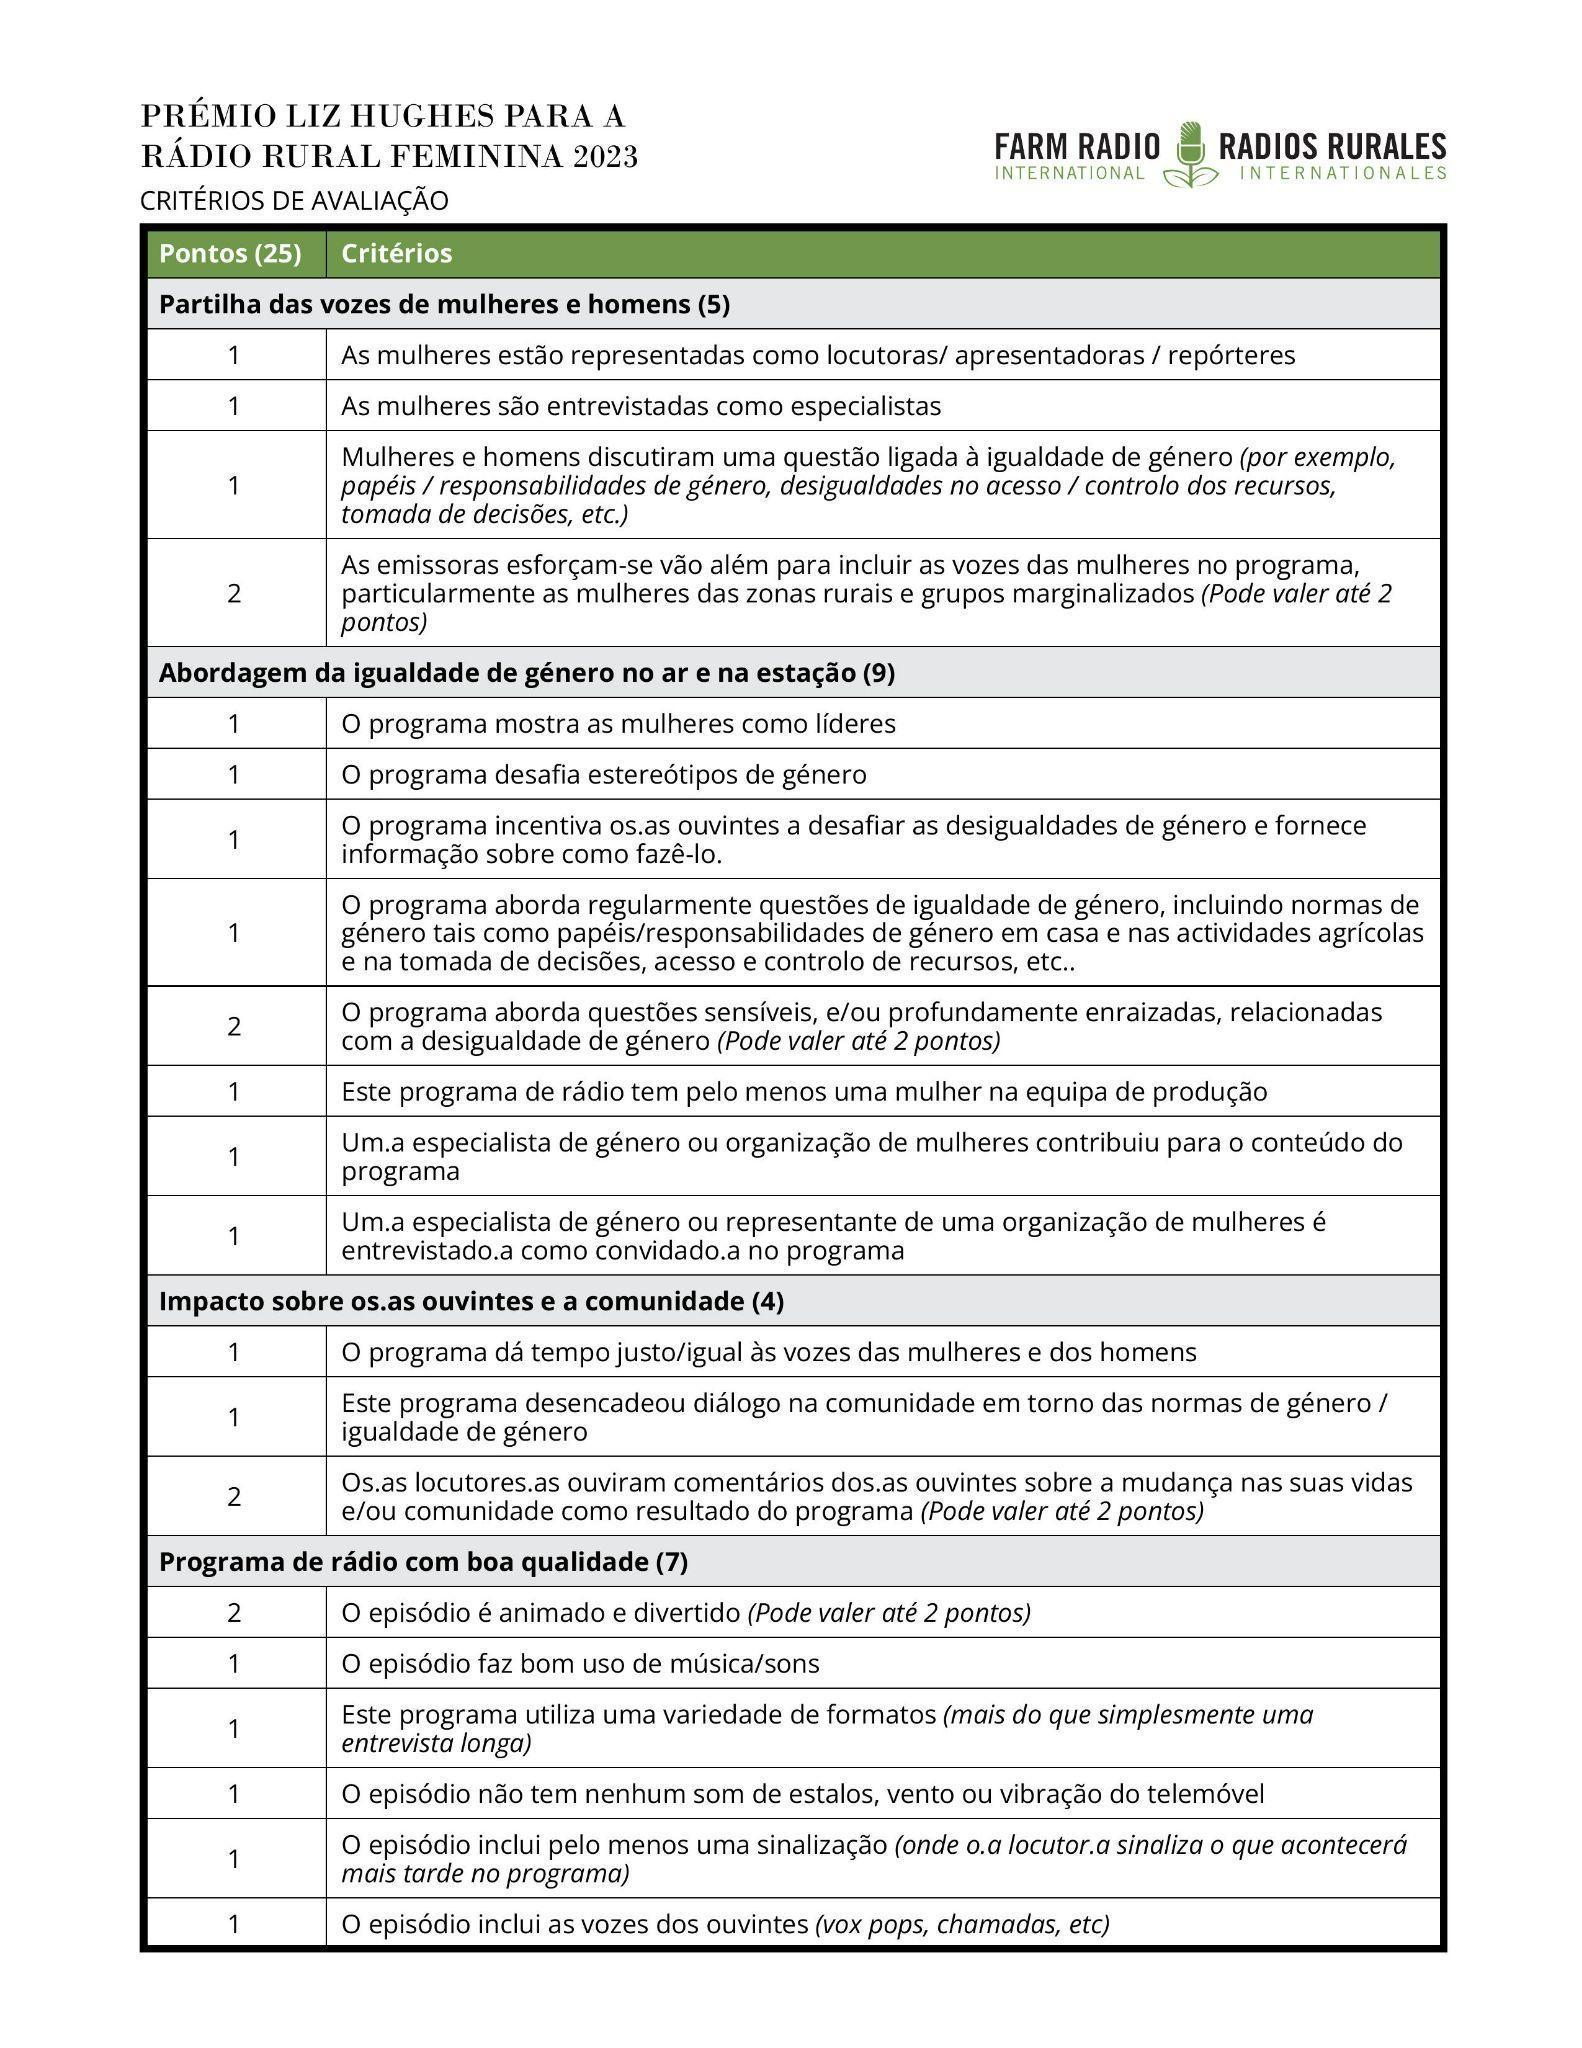 PRÉMIO LIZ HUGHES PARA A
RÁDIO RURAL FEMININA 2023
CRITÉRIOS DE AVALIAÇÃO
FARM RADIO RADIOS RURALES
INTERNATIONAL INTERNATIONALES
Pontos (25) Critérios
Partilha das vozes de mulheres e homens (5)
1 As mulheres estão representadas como locutoras/ apresentadoras / repórteres
1 As mulheres são entrevistadas como especialistas
1 Mulheres e homens discutiram uma questão ligada à igualdade de género (por exemplo,
papéis / responsabilidades de género, desigualdades no acesso / controlo dos recursos,
tomada de decisões, etc.)
2 As emissoras esforçam-se vão além para incluir as vozes das mulheres no programa,
particularmente as mulheres das zonas rurais e grupos marginalizados (Pode valer até 2
pontos)
Abordagem da igualdade de género no ar e na estação (9)
1 O programa mostra as mulheres como líderes
1 O programa desafia estereótipos de género
1 O programa incentiva os.as ouvintes a desafiar as desigualdades de género e fornece
informação sobre como fazê-lo.
1 O programa aborda regularmente questões de igualdade de género, incluindo normas de
género tais como papéis/responsabilidades de género em casa e nas actividades agrícolas
e na tomada de decisões, acesso e controlo de recursos, etc..
2 O programa aborda questões sensíveis, e/ou profundamente enraizadas, relacionadas
com a desigualdade de género (Pode valer até 2 pontos)
1 Este programa de rádio tem pelo menos uma mulher na equipa de produção
1 Um.a especialista de género ou organização de mulheres contribuiu para o conteúdo do
programa
1 Um.a especialista de género ou representante de uma organização de mulheres é
entrevistado.a como convidado.a no programa
Impacto sobre os.as ouvintes e a comunidade (4)
1 O programa dá tempo justo/igual às vozes das mulheres e dos homens
1 Este programa desencadeou diálogo na comunidade em torno das normas de género /
igualdade de género
2 Os.as locutores.as ouviram comentários dos.as ouvintes sobre a mudança nas suas vidas
e/ou comunidade como resultado do programa (Pode valer até 2 pontos)
Programa de rádio com boa qualidade (7)
2 O episódio é animado e divertido (Pode valer até 2 pontos)
1 O episódio faz bom uso de música/sons
1 Este programa utiliza uma variedade de formatos (mais do que simplesmente uma
entrevista longa)
1 O episódio não tem nenhum som de estalos, vento ou vibração do telemóvel
1 O episódio inclui pelo menos uma sinalização (onde o.a locutor.a sinaliza o que acontecerá
mais tarde no programa)
1 O episódio inclui as vozes dos ouvintes (vox pops, chamadas, etc)